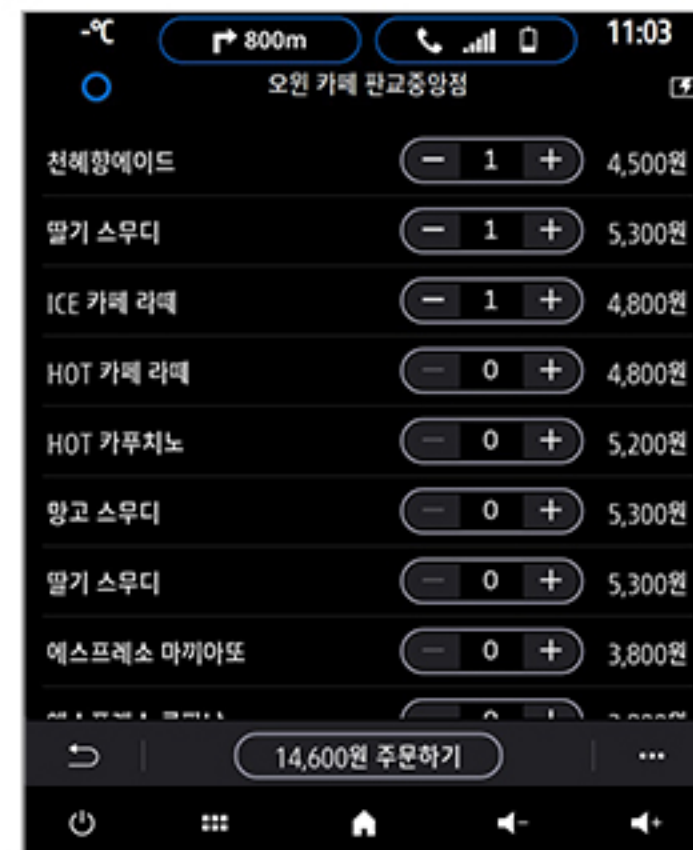 -℃ 800m 11:03
오윈 카페 판교중앙점
천혜향에이드 1 4,500원
딸기 스무디 1 5,300원
ICE 카페 라떼 1 4,800원
HOT 카페 라떼 0 4,800원
HOT 카푸치노 0 5,200원
망고 스무디 0 5,300원
딸기 스무디 0 5,300원
에스프레소 마끼아또 0 3,800원
14,600원 주문하기